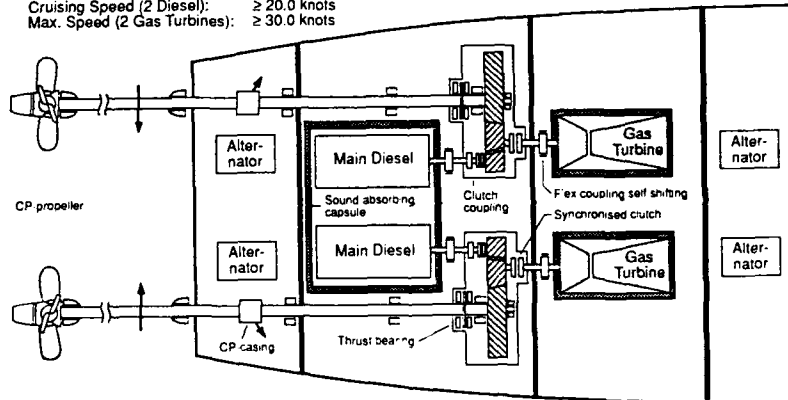 Cruising Speed (2 Diesel): ≥ 20.0 knots
Max. Speed (2 Gas Turbines): ≥ 30.0 knots
Alter-
nator
Main Diesel
Gas
Turbine
Alter-
nator
Sound absorbing
capsule
Clutch
coupling
Flex coupling self shifting
CP-propeller
Synchronised clutch
Alter-
nator
Main Diesel
Gas
Turbine
Alter-
nator
CP-casing
Thrust bearing